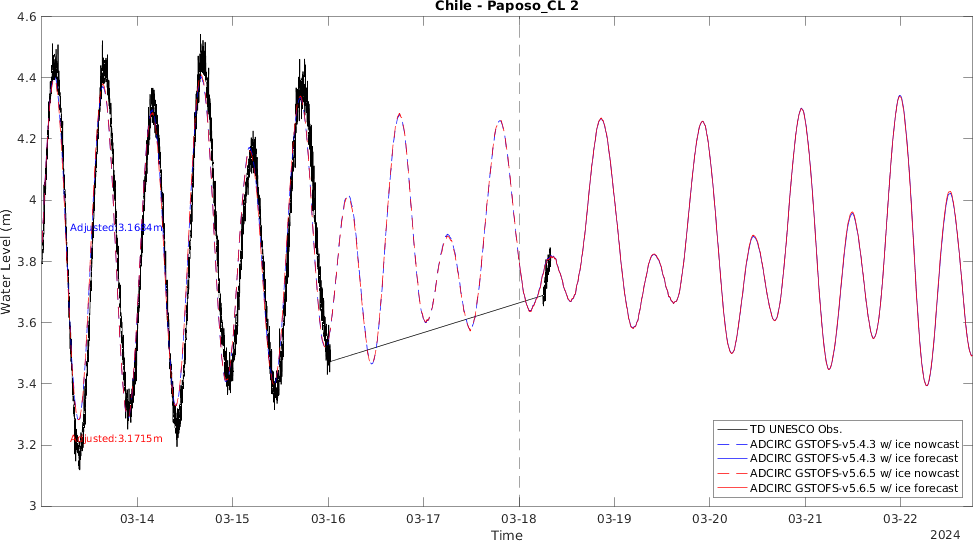 Chile - Paposo_CL 2
4.6
4.4
4.2
4
3.8
3.6
3.4
3.2
3
Water Level (m)
Adjusted:3.1684m
Adjusted:3.1715m
TD UNESCO Obs.
ADCIRC GSTOFS-v5.4.3 w/ ice nowcast
ADCIRC GSTOFS-v5.4.3 w/ ice forecast
ADCIRC GSTOFS-v5.6.5 w/ ice nowcast
ADCIRC GSTOFS-v5.6.5 w/ ice forecast
03-14 03-15 03-16 03-17 03-18 03-19 03-20 03-21 03-22
Time
2024